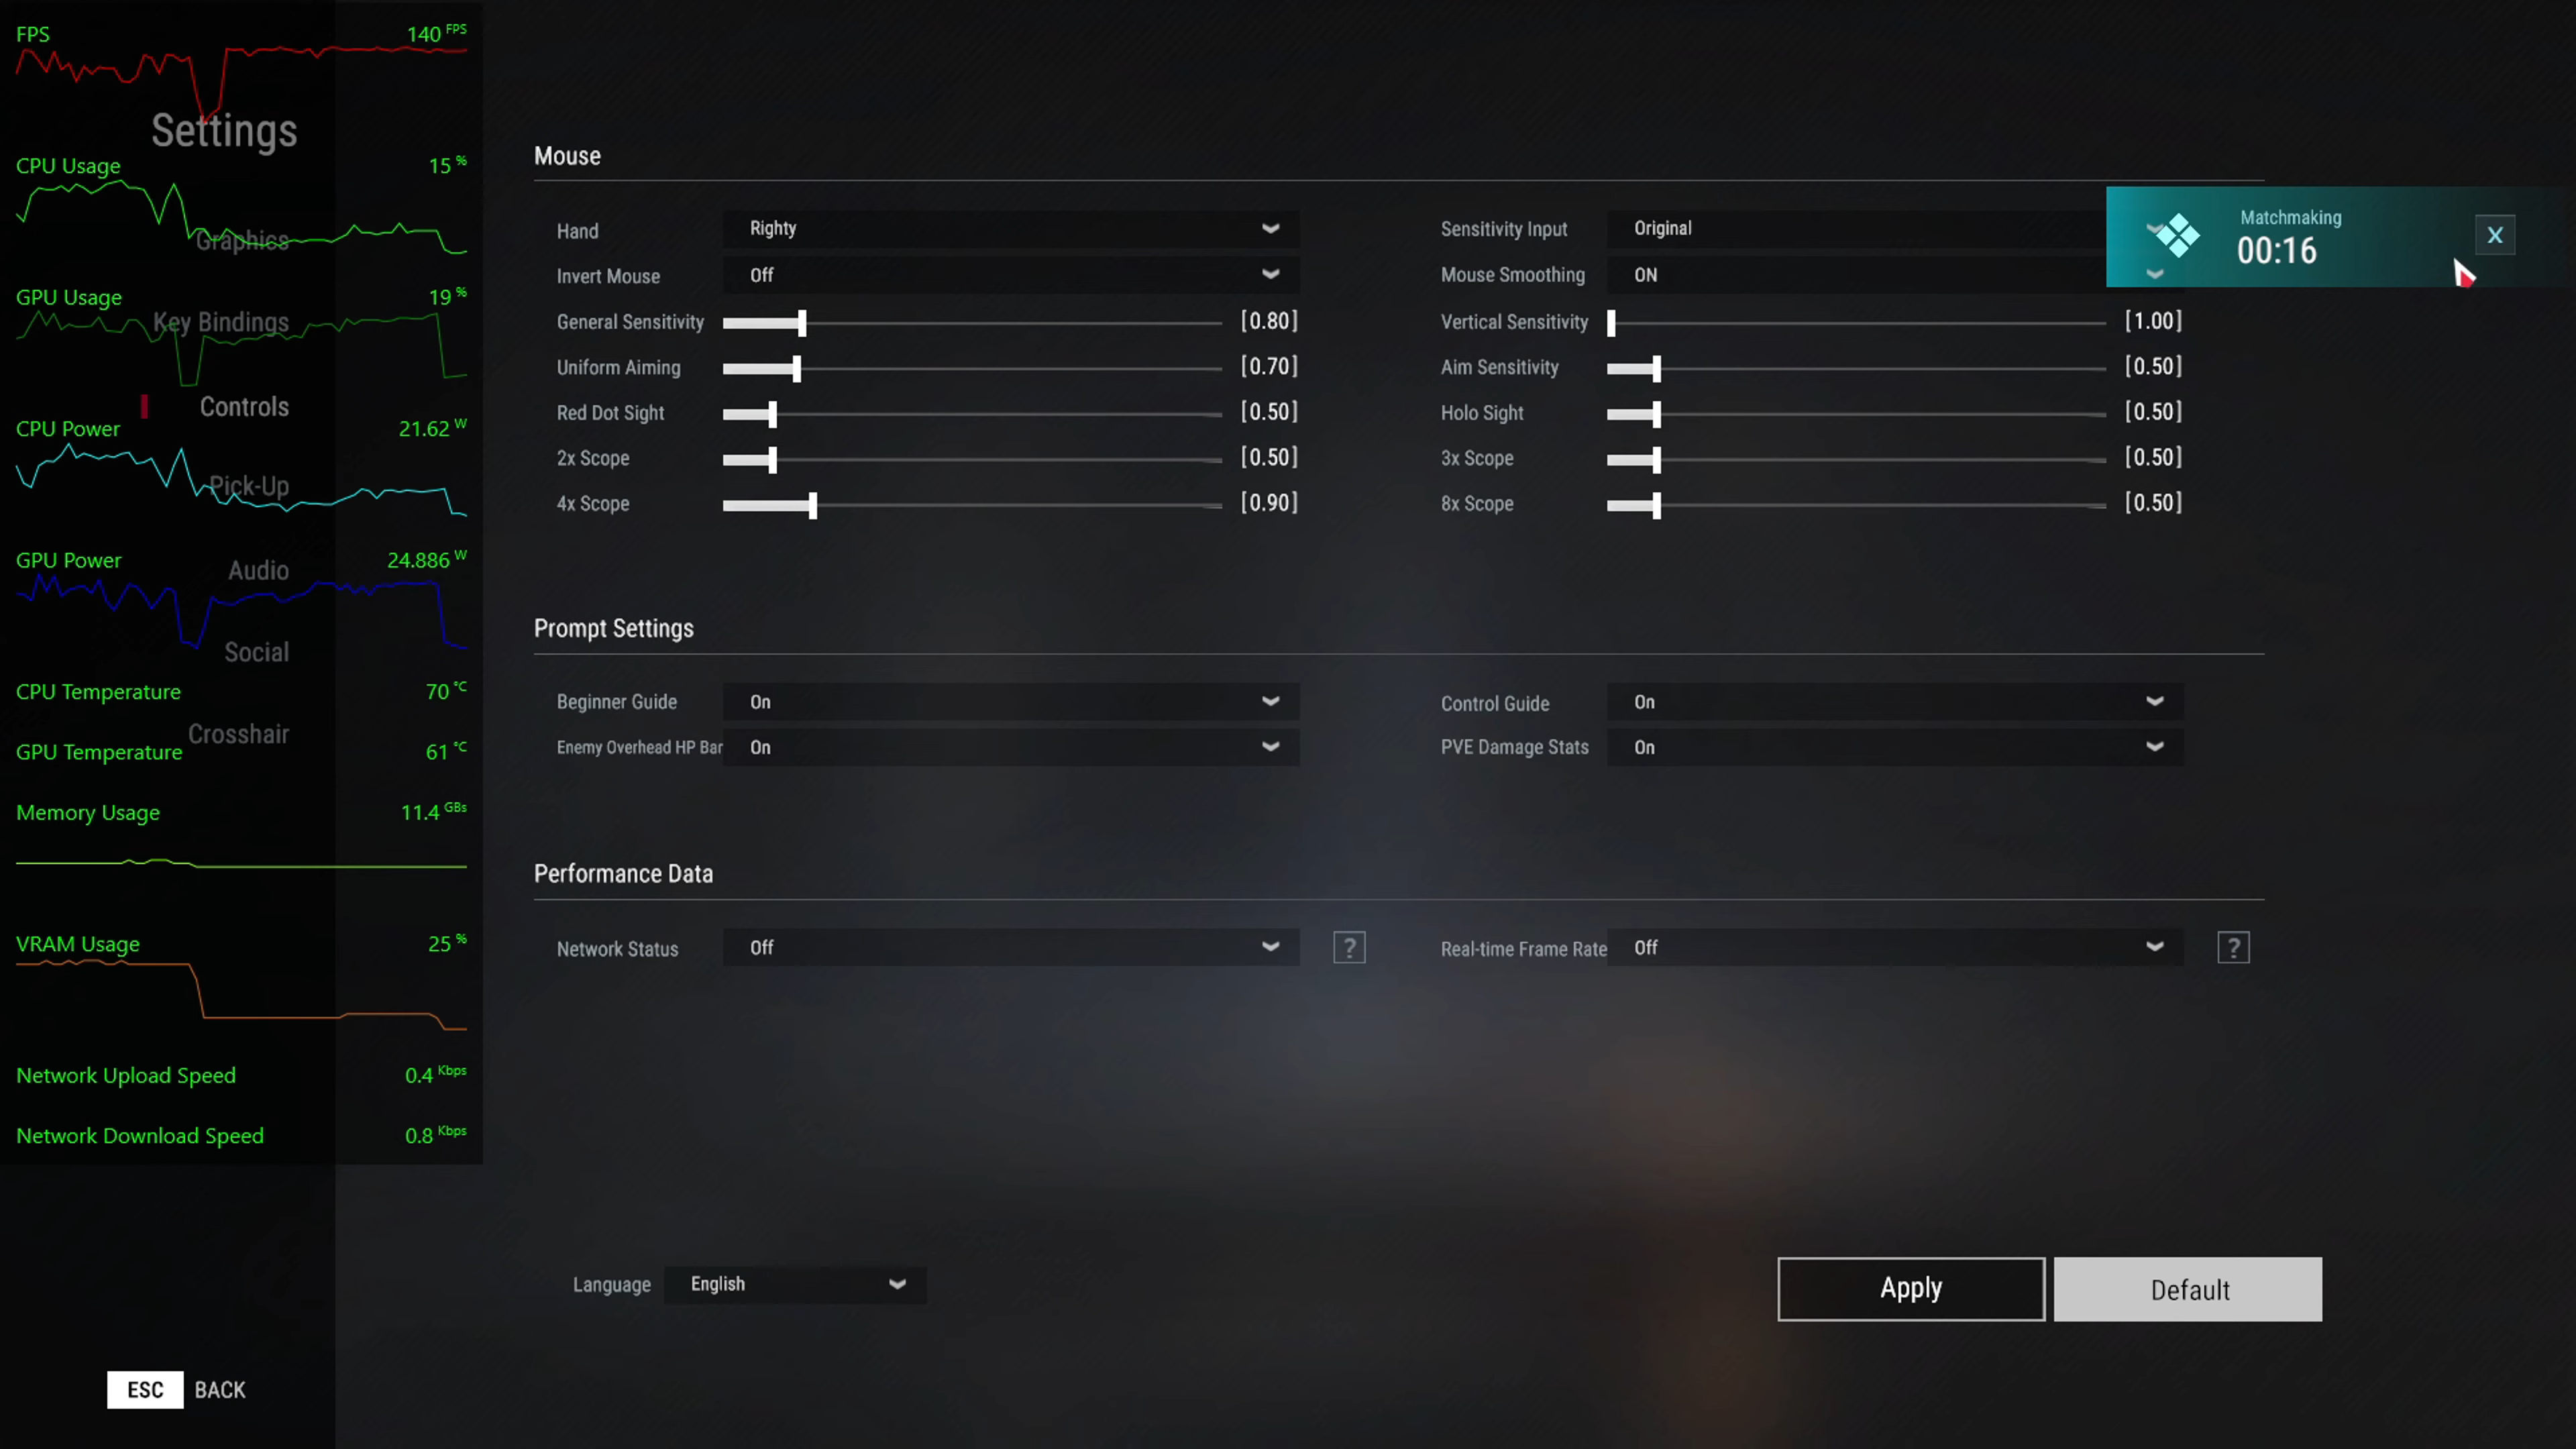 FPS 140 FPS
Settings
CPU Usage 15 %
Graphics
GPU Usage 19 %
Key Bindings
Controls
CPU Power 21.62 W
Pick-Up
GPU Power 24.886 W
Audio
Social
CPU Temperature 70 °C
Crosshair
GPU Temperature 61 °C
Memory Usage 11.4 GBs
VRAM Usage 25 %
Network Upload Speed 0.4 Kbps
Network Download Speed 0.8 Kbps
ESC BACK
Mouse
Hand Righty Sensitivity Input Original
Invert Mouse Off Mouse Smoothing ON
General Sensitivity [0.80] Vertical Sensitivity [1.00]
Uniform Aiming [0.70] Aim Sensitivity [0.50]
Red Dot Sight [0.50] Holo Sight [0.50]
2x Scope [0.50] 3x Scope [0.50]
4x Scope [0.90] 8x Scope [0.50]
Matchmaking
00:16
X
Prompt Settings
Beginner Guide On Control Guide On
Enemy Overhead HP Bar On PVE Damage Stats On
Performance Data
Network Status Off ? Real-time Frame Rate Off ?
Language English
Apply Default